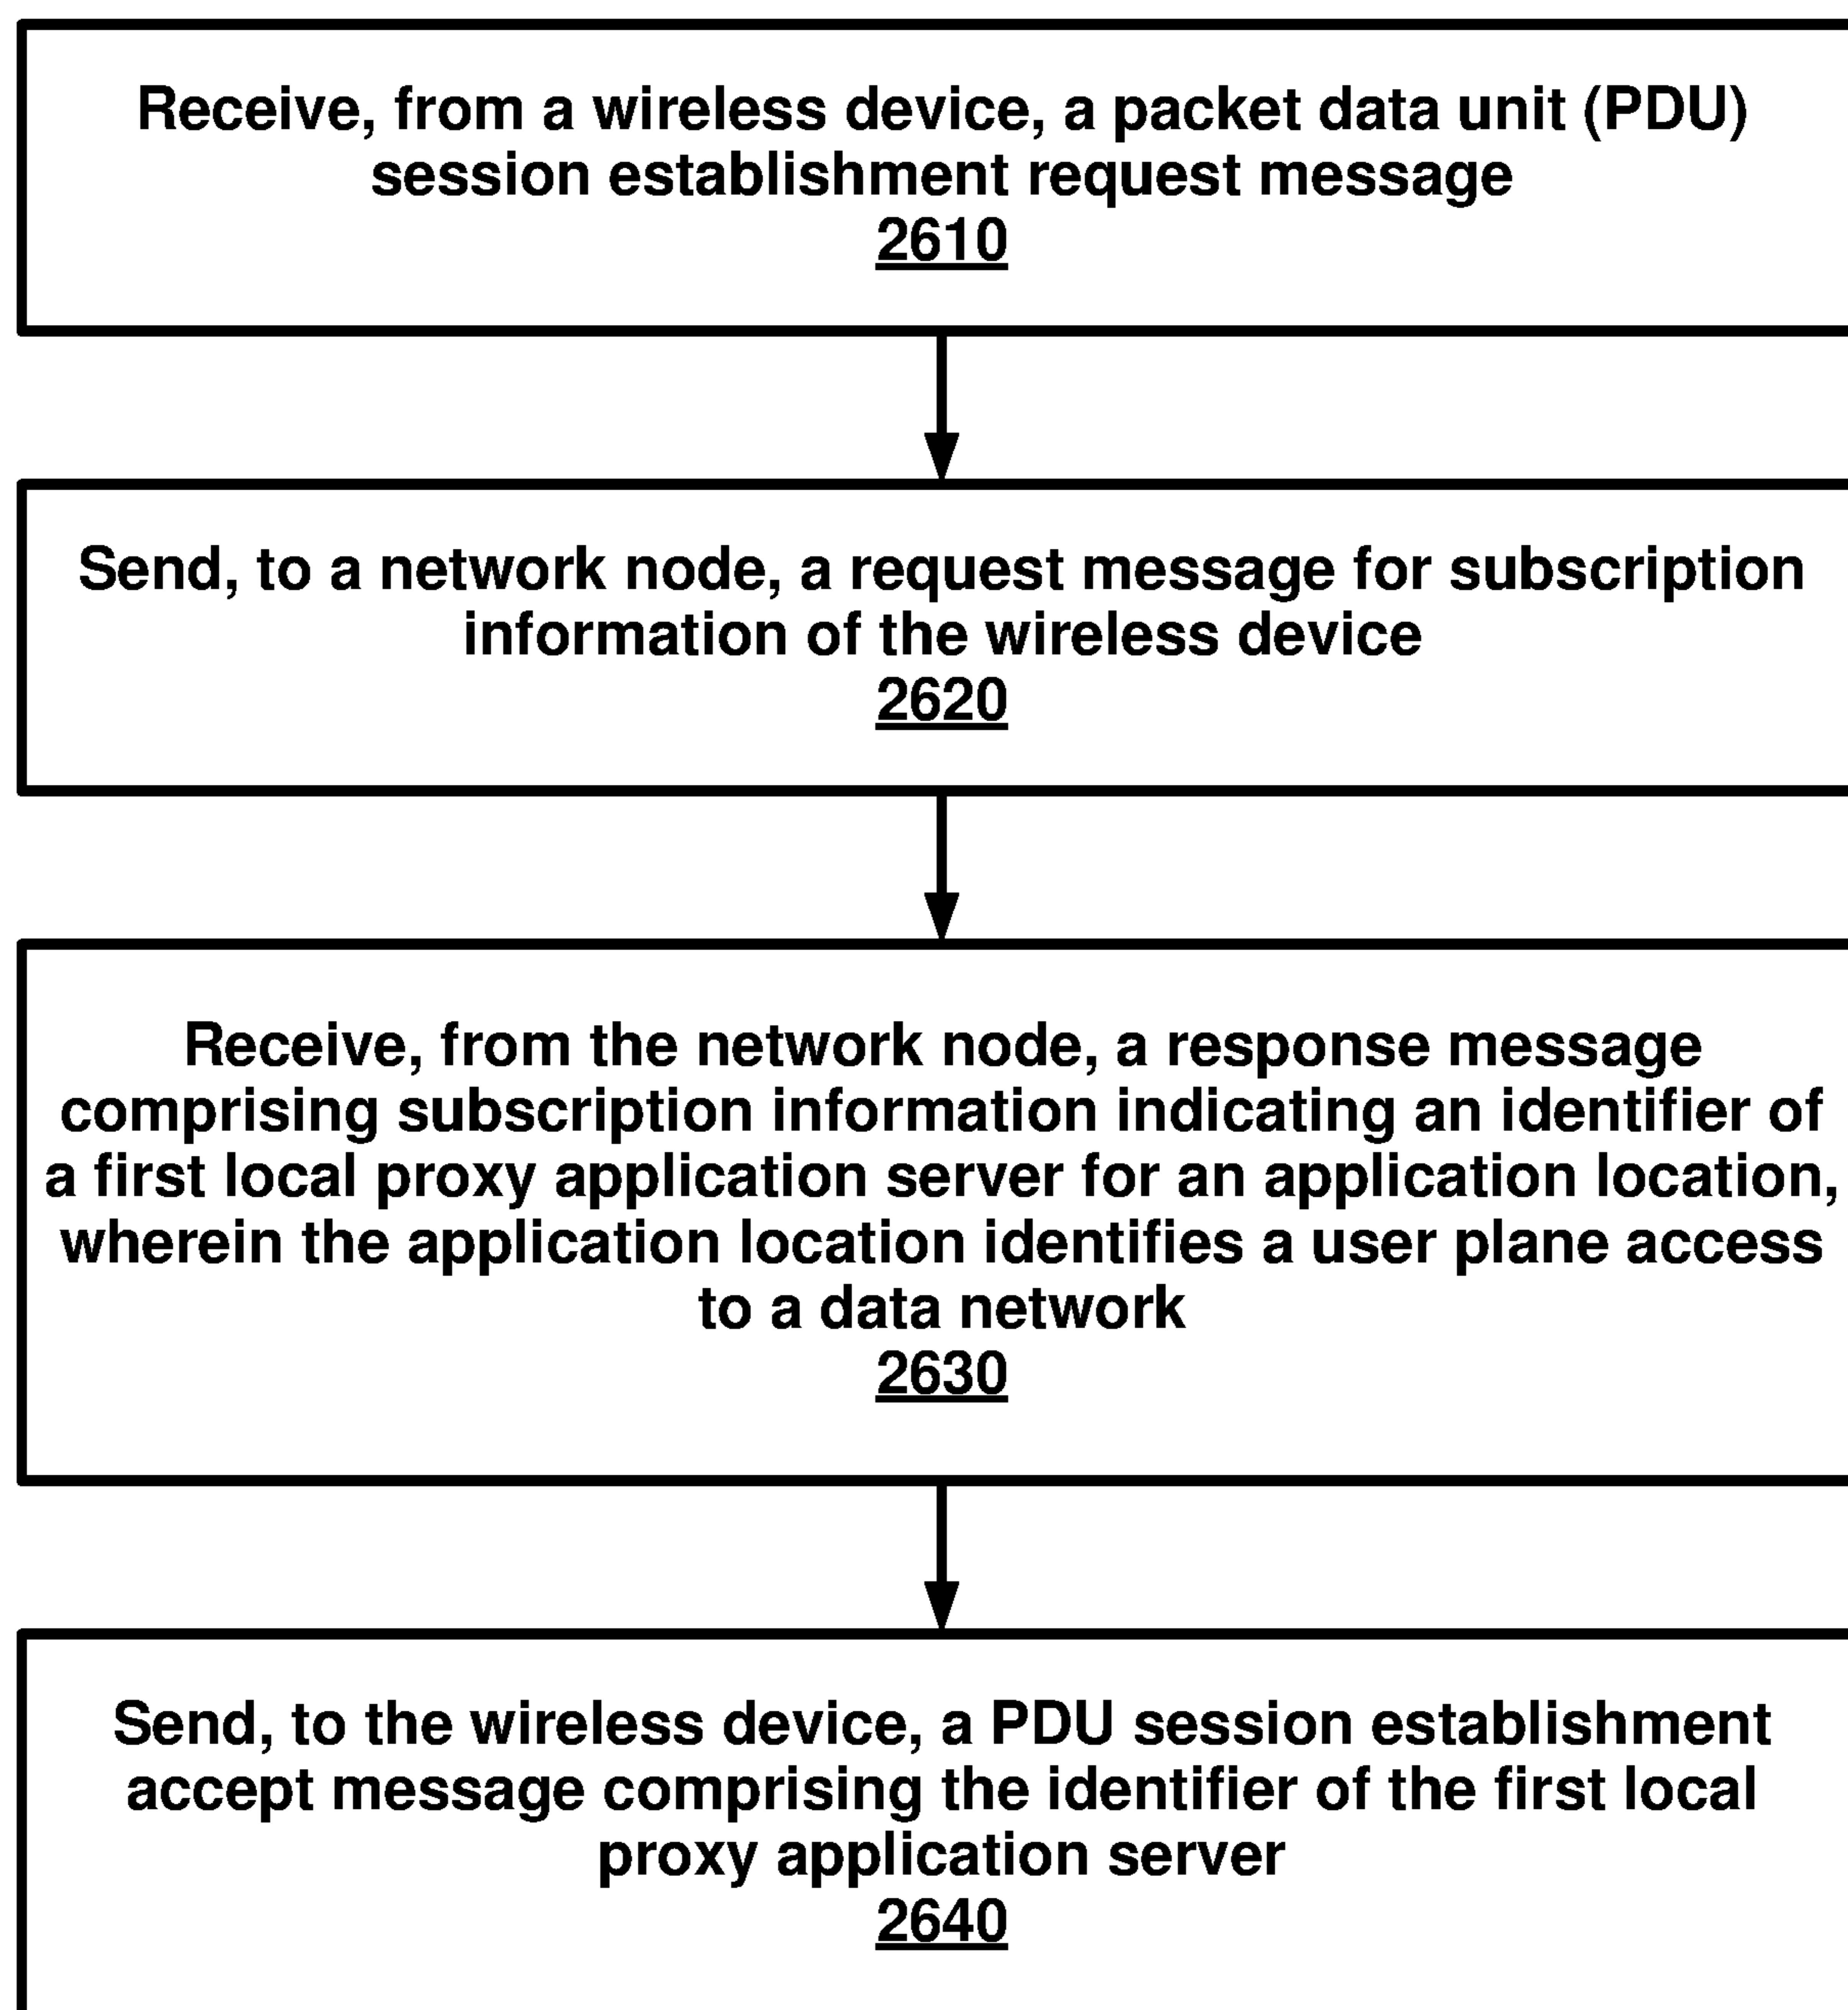 Receive, from a wireless device, a packet data unit (PDU)
session establishment request message
2610
Send, to a network node, a request message for subscription
information of the wireless device
2620
Receive, from the network node, a response message
comprising subscription information indicating an identifier of
a first local proxy application server for an application location,
wherein the application location identifies a user plane access
to a data network
2630
Send, to the wireless device, a PDU session establishment
accept message comprising the identifier of the first local
proxy application server
2640